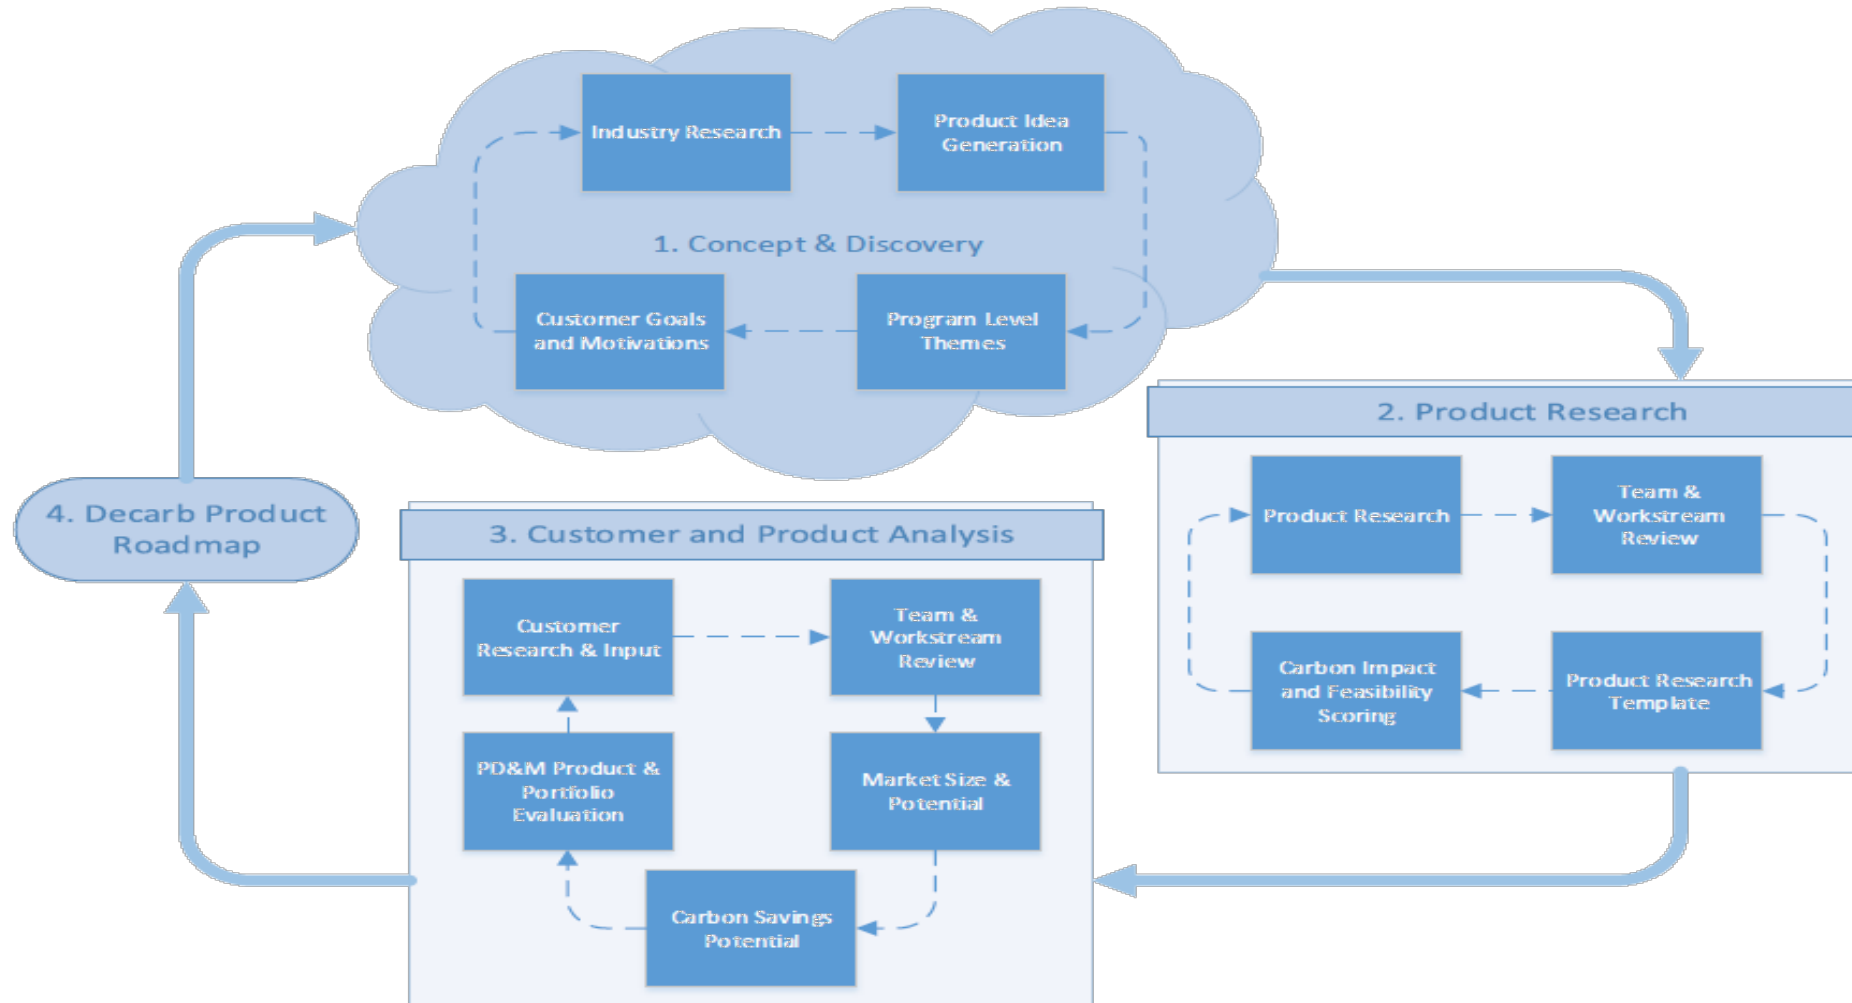 Industry Research
Product Idea
Generation
1. Concept & Discovery
Customer Goals
and Motivations
Program Level
Themes
2. Product Research
Product Research
Team &
Workstream
Review
Carbon Impact
and Feasibility
Scoring
Product Research
Template
3. Customer and Product Analysis
Customer
Research & Input
Team &
Workstream
Review
PD&M Product &
Portfolio
Evaluation
Market Size &
Potential
Carbon Savings
Potential
4. Decarb Product
Roadmap